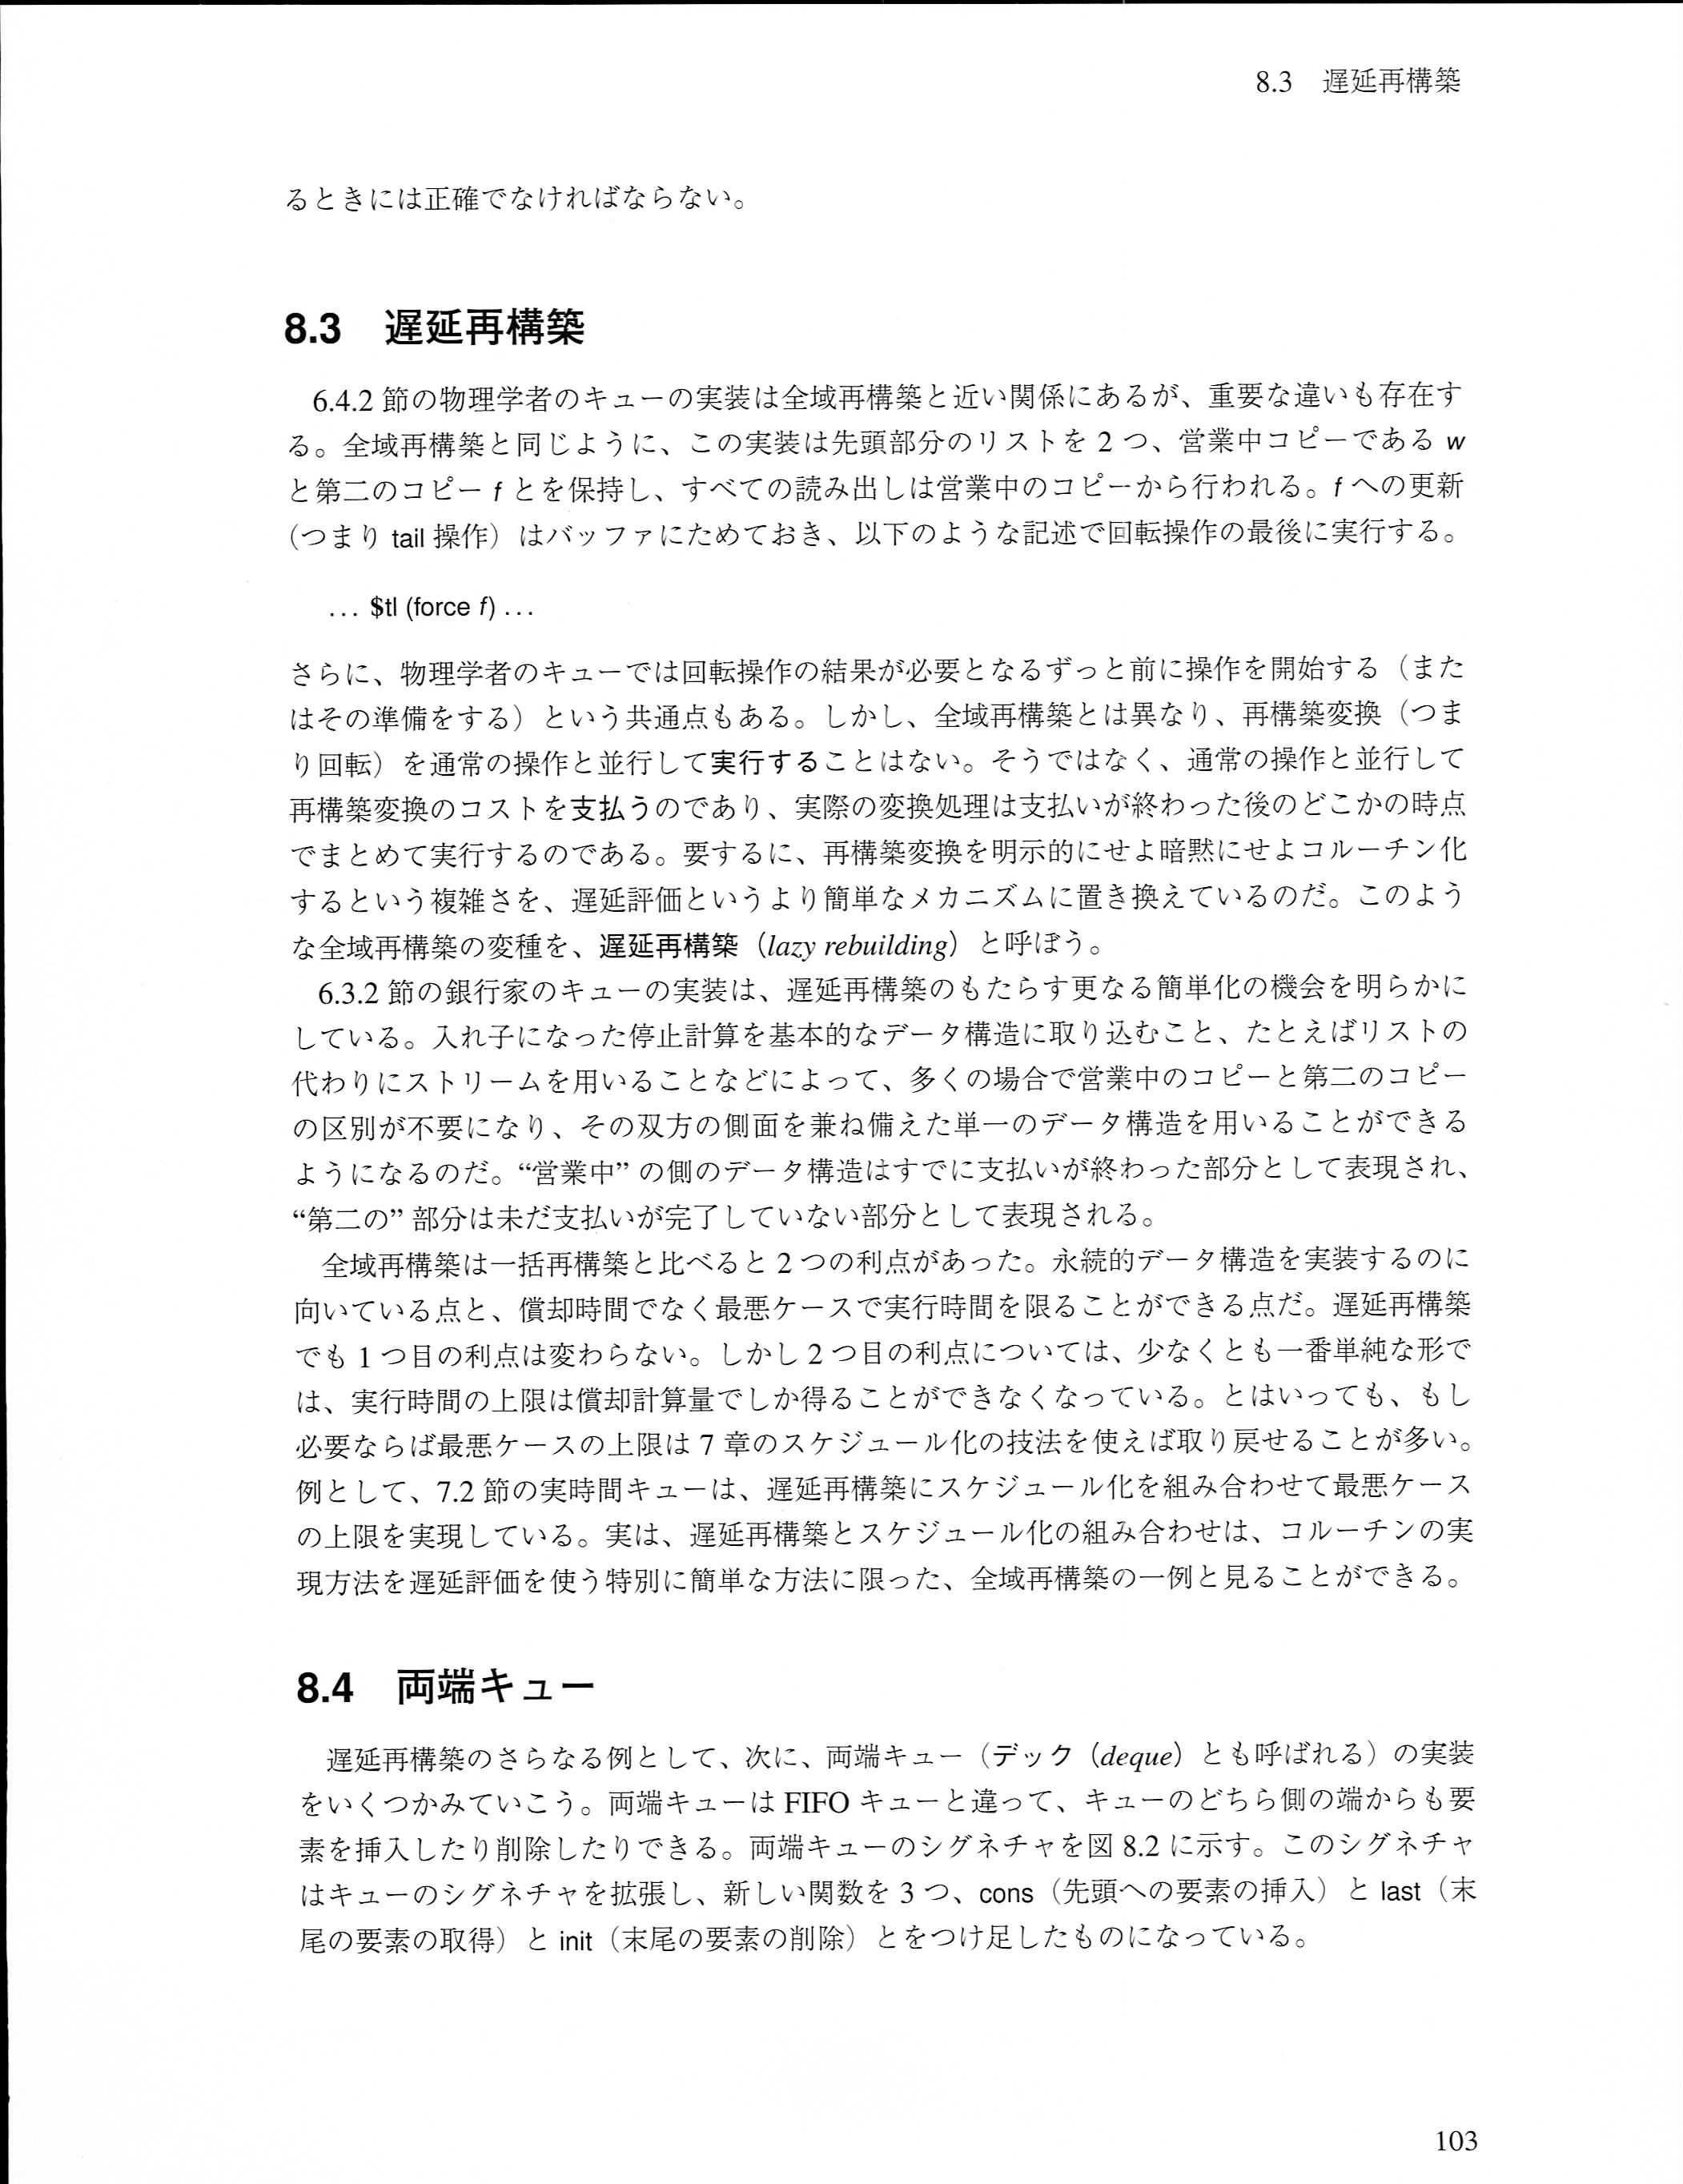 8.3　遅延再構築
るときには正確でなければならない。
8.3　遅延再構築
6.4.2 節の物理学者のキューの実装は全域再構築と近い関係にあるが、重要な違いも存在す
る。全域再構築と同じように、この実装は先頭部分のリストを 2 つ、営業中コピーである w
と第二のコピー f とを保持し、すべての読み出しは営業中のコピーから行われる。f への更新
（つまり tail 操作）はバッファにためておき、以下のような記述で回転操作の最後に実行する。
… $tl (force f) …
さらに、物理学者のキューでは回転操作の結果が必要となるずっと前に操作を開始する（また
はその準備をする）という共通点もある。しかし、全域再構築とは異なり、再構築変換（つま
り回転）を通常の操作と並行して実行することはない。そうではなく、通常の操作と並行して
再構築変換のコストを支払うのであり、実際の変換処理は支払いが終わった後のどこかの時点
でまとめて実行するのである。要するに、再構築変換を明示的にせよ暗黙にせよコルーチン化
するという複雑さを、遅延評価というより簡単なメカニズムに置き換えているのだ。このよう
な全域再構築の変種を、遅延再構築（lazy rebuilding）と呼ぼう。
6.3.2 節の銀行家のキューの実装は、遅延再構築のもたらす更なる簡単化の機会を明らかに
している。入れ子になった停止計算を基本的なデータ構造に取り込むこと、たとえばリストの
代わりにストリームを用いることなどによって、多くの場合で営業中のコピーと第二のコピー
の区別が不要になり、その双方の側面を兼ね備えた単一のデータ構造を用いることができる
ようになるのだ。“営業中” の側のデータ構造はすでに支払いが終わった部分として表現され、
“第二の” 部分は未だ支払いが完了していない部分として表現される。
全域再構築は一括再構築と比べると 2 つの利点があった。永続的データ構造を実装するのに
向いている点と、償却時間でなく最悪ケースで実行時間を限ることができる点だ。遅延再構築
でも 1 つ目の利点は変わらない。しかし 2 つ目の利点については、少なくとも一番単純な形で
は、実行時間の上限は償却計算量でしか得ることができなくなっている。とはいっても、もし
必要ならば最悪ケースの上限は 7 章のスケジュール化の技法を使えば取り戻せることが多い。
例として、7.2 節の実時間キューは、遅延再構築にスケジュール化を組み合わせて最悪ケース
の上限を実現している。実は、遅延再構築とスケジュール化の組み合わせは、コルーチンの実
現方法を遅延評価を使う特別に簡単な方法に限った、全域再構築の一例と見ることができる。
8.4　両端キュー
遅延再構築のさらなる例として、次に、両端キュー（デック（deque）とも呼ばれる）の実装
をいくつかみていこう。両端キューは FIFO キューと違って、キューのどちら側の端からも要
素を挿入したり削除したりできる。両端キューのシグネチャを図 8.2 に示す。このシグネチャ
はキューのシグネチャを拡張し、新しい関数を 3 つ、cons（先頭への要素の挿入）と last（末
尾の要素の取得）と init（末尾の要素の削除）とをつけ足したものになっている。
103